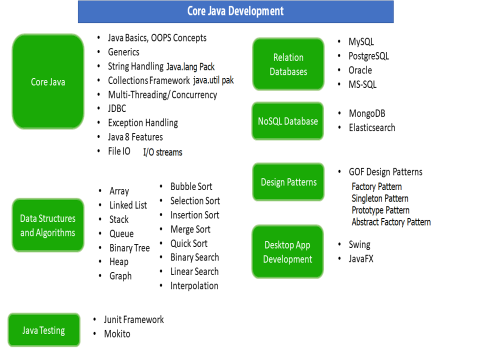 Core Java Development
Core Java
• Java Basics, OOPS Concepts
• Generics
• String Handling Java.lang Pack
• Collections Framework java.util pak
• Multi-Threading/ Concurrency
• JDBC
• Exception Handling
• Java 8 Features
• File IO I/O streams
Data Structures
and Algorithms
• Array
• Linked List
• Stack
• Queue
• Binary Tree
• Heap
• Graph
• Bubble Sort
• Selection Sort
• Insertion Sort
• Merge Sort
• Quick Sort
• Binary Search
• Linear Search
• Interpolation
Java Testing
• Junit Framework
• Mokito
Relation
Databases
• MySQL
• PostgreSQL
• Oracle
• MS-SQL
NoSQL Database
• MongoDB
• Elasticsearch
Design Patterns
• GOF Design Patterns
Factory Pattern
Singleton Pattern
Prototype Pattern
Abstract Factory Pattern
Desktop App
Development
• Swing
• JavaFX